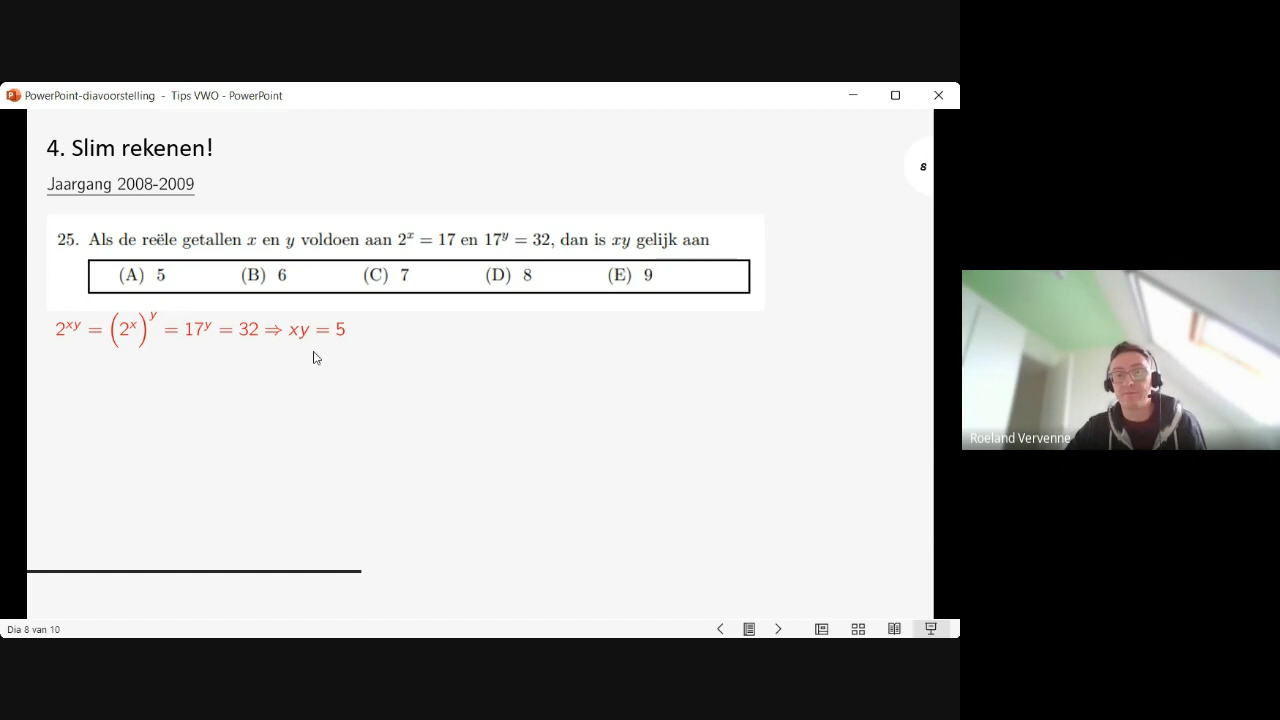 PowerPoint-diavoorstelling - Tips VWO - PowerPoint
4. Slim rekenen!
8
Jaargang 2008-2009
25. Als de reële getallen x en y voldoen aan 2^x = 17 en 17^y = 32, dan is xy gelijk aan
(A) 5 (B) 6 (C) 7 (D) 8 (E) 9
2^{xy} = (2^x)^y = 17^y = 32 ⇒ xy = 5
Roeland Vervenne
Dia 8 van 10